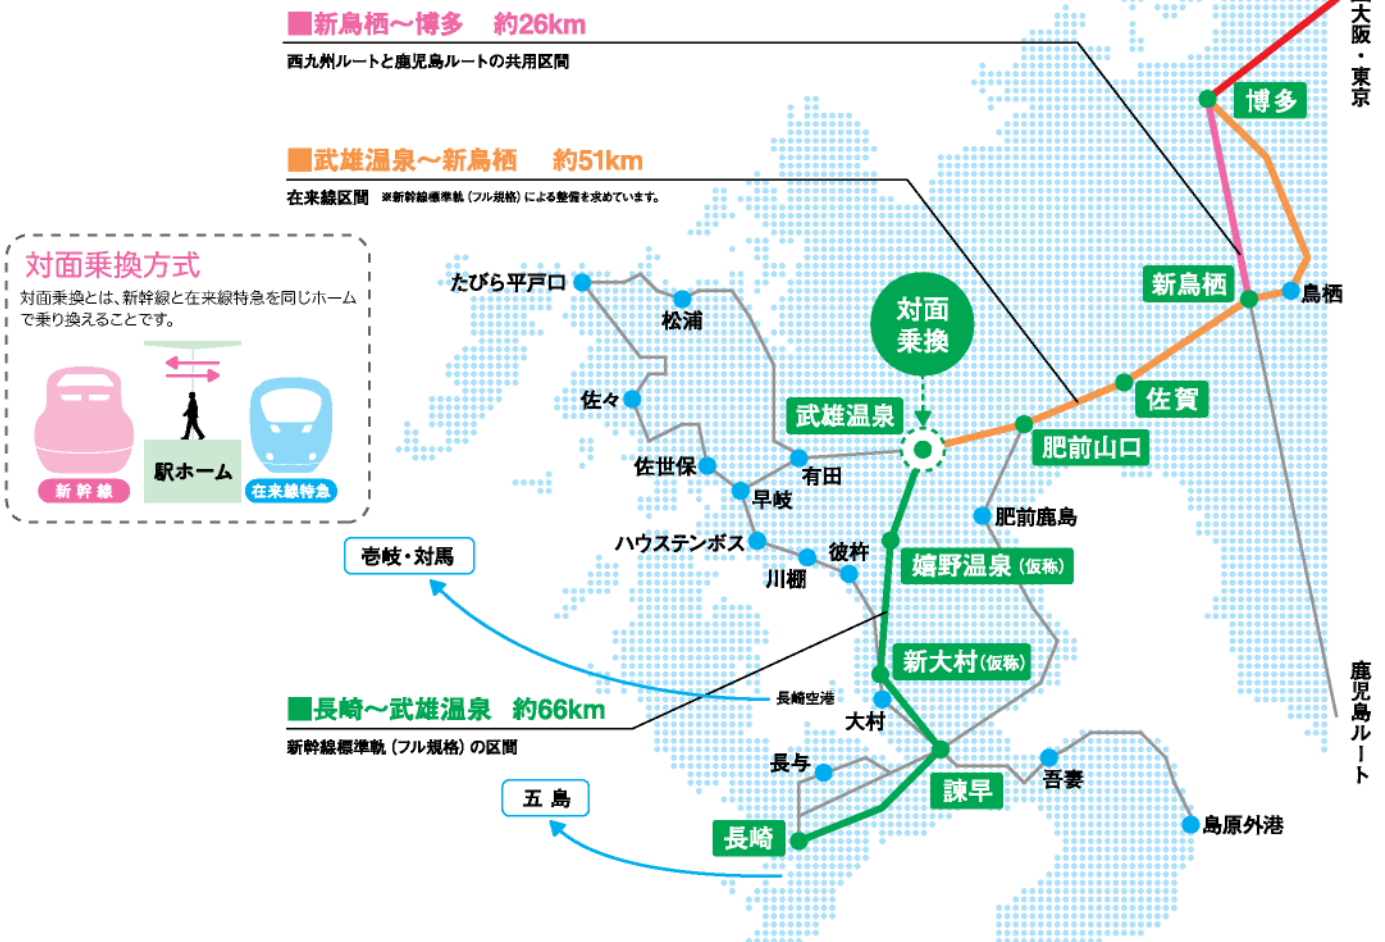 ■新鳥栖〜博多 約26km
西九州ルートと鹿児島ルートの共用区間
大阪・東京
博多
■武雄温泉〜新鳥栖 約51km
在来線区間 ※新幹線標準軌(フル規格)による整備を求めています。
対面乗換方式
対面乗換とは、新幹線と在来線特急を同じホーム
で乗り換えることです。
駅ホーム
新幹線
在来線特急
たびら平戸口
松浦
対面
乗換
新鳥栖
鳥栖
佐々
武雄温泉
佐賀
肥前山口
佐世保
有田
早岐
肥前鹿島
ハウステンボス
彼杵
川棚
嬉野温泉(仮称)
壱岐・対馬
新大村(仮称)
長崎空港
大村
■長崎〜武雄温泉 約66km
新幹線標準軌(フル規格)の区間
鹿児島ルート
長与
吾妻
諫早
五島
長崎
島原外港